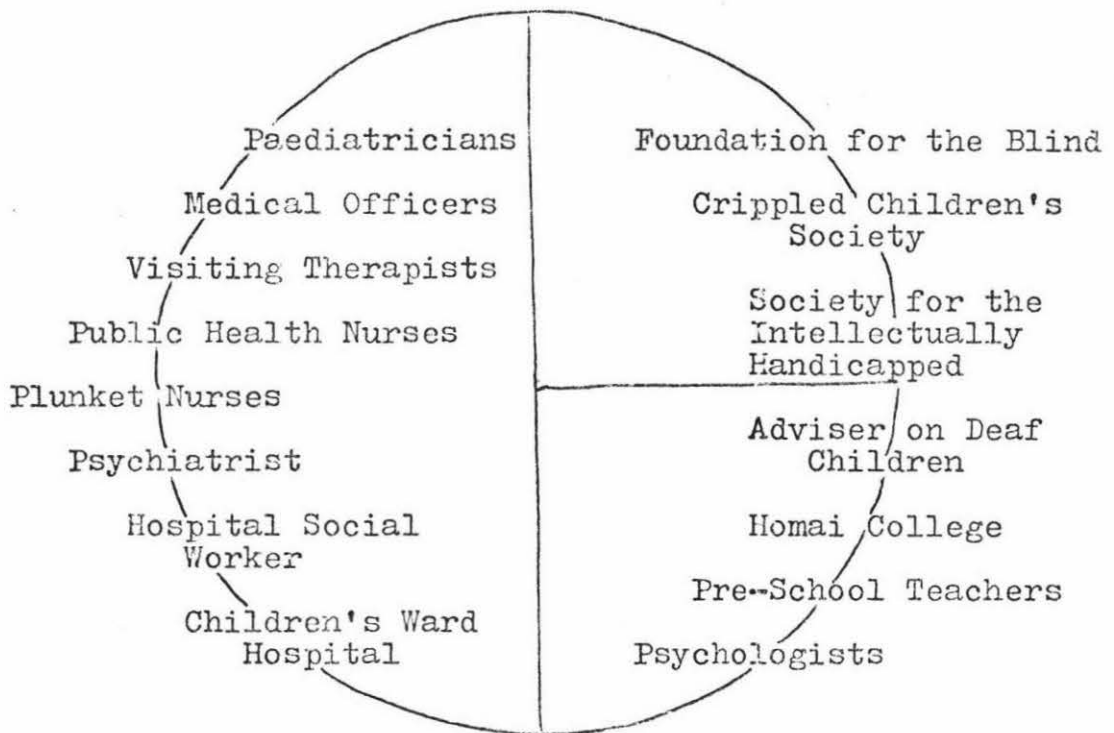 Paediatricians
Medical Officers
Visiting Therapists
Public Health Nurses
Plunket Nurses
Psychiatrist
Hospital Social
Worker
Children's Ward
Hospital
Foundation for the Blind
Crippled Children's
Society
Society for the
Intellectually
Handicapped
Adviser on Deaf
Children
Homai College
Pre-School Teachers
Psychologists